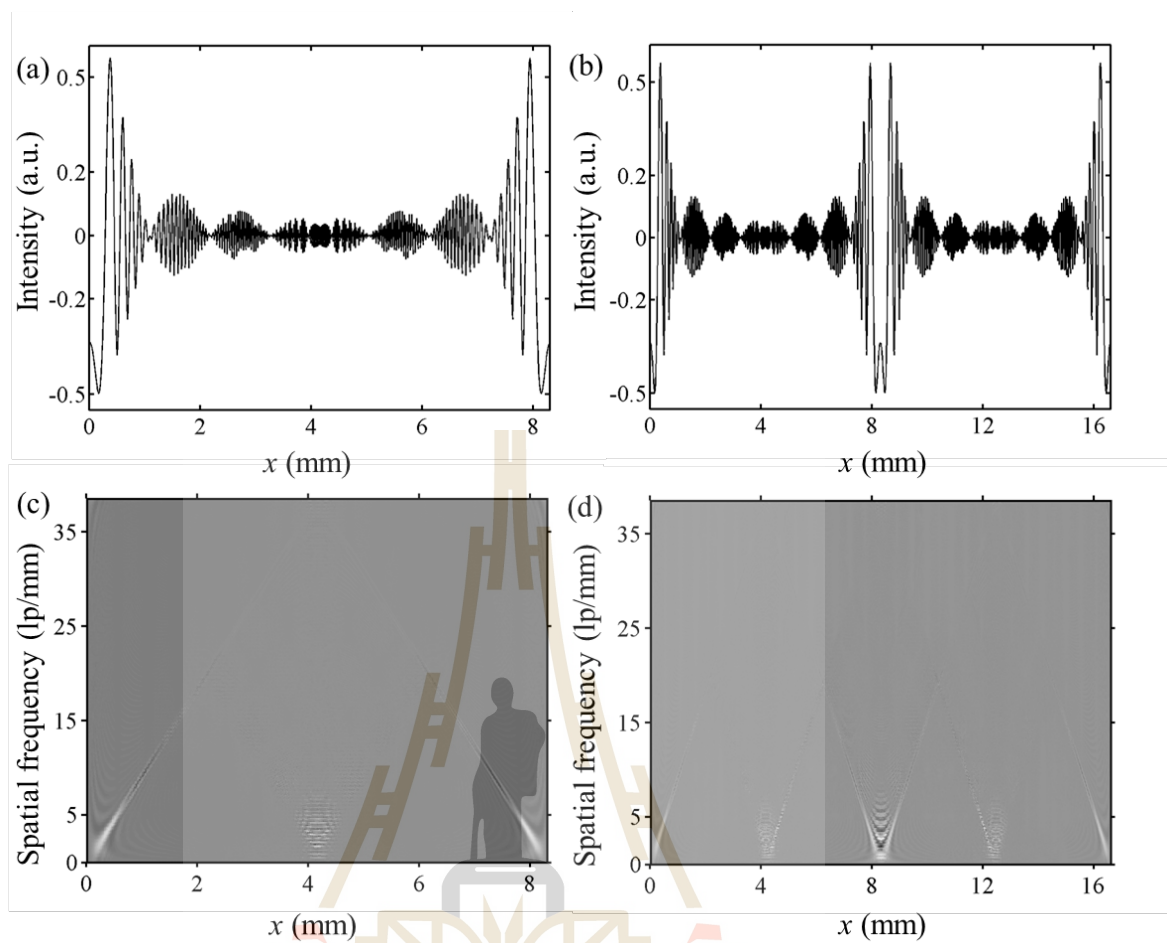 (a)
Intensity (a.u.)
0.5
0.2
0
-0.2
-0.5
0 2 4 6 8
x (mm)
(b)
Intensity (a.u.)
0.5
0.2
0
-0.2
-0.5
0 4 8 12 16
x (mm)
(c)
Spatial frequency (lp/mm)
35
25
15
5
0
0 2 4 6 8
x (mm)
(d)
Spatial frequency (lp/mm)
35
25
15
5
0
0 4 8 12 16
x (mm)